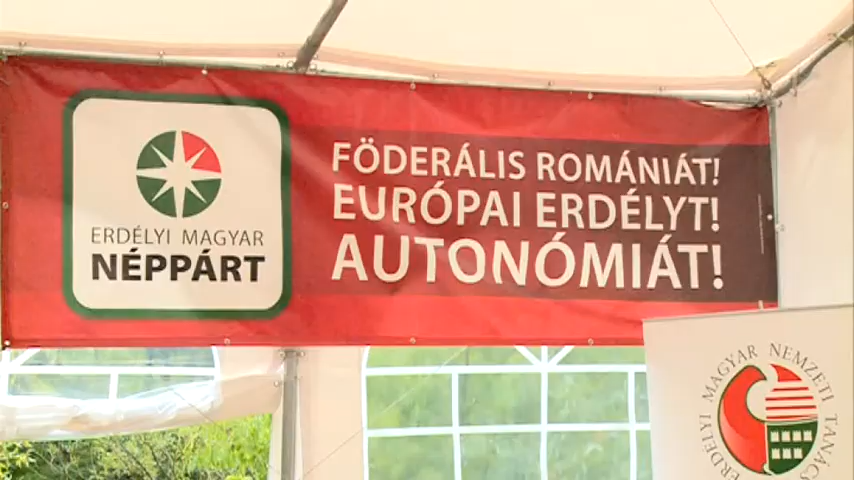 FÖDERÁLIS ROMÁNIÁT!
EURÓPAI ERDÉLYT!
AUTONÓMIÁT!
ERDÉLYI MAGYAR
NÉPPÁRT
ERDÉLYI MAGYAR NEMZETI TANÁCS